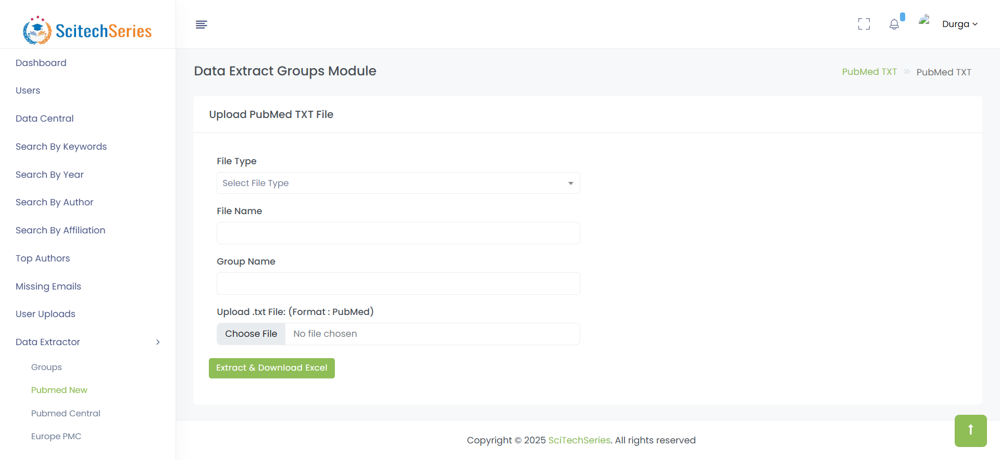 ScitechSeries
Durga
Dashboard
Users
Data Central
Search By Keywords
Search By Year
Search By Author
Search By Affiliation
Top Authors
Missing Emails
User Uploads
Data Extractor
Groups
Pubmed New
Pubmed Central
Europe PMC
Data Extract Groups Module
PubMed TXT » PubMed TXT
Upload PubMed TXT File
File Type
Select File Type
File Name
Group Name
Upload .txt File: (Format : PubMed)
Choose File No file chosen
Extract & Download Excel
Copyright © 2025 SciTechSeries. All rights reserved